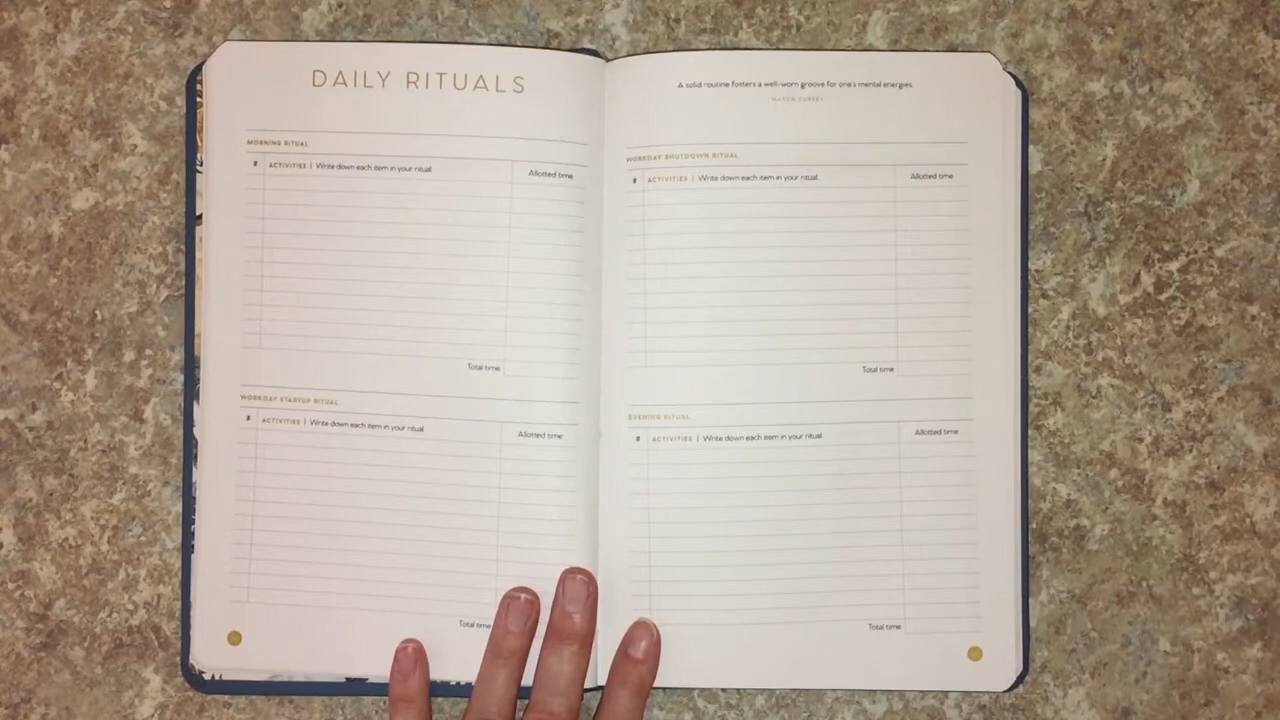 DAILY RITUALS
MORNING RITUAL
# ACTIVITIES | Write down each item in your ritual. Allotted time
Total time
WORKDAY STARTUP RITUAL
# ACTIVITIES | Write down each item in your ritual. Allotted time
Total time
A solid routine fosters a well-worn groove for one's mental energies.
MASON CURREY
WORKDAY SHUTDOWN RITUAL
# ACTIVITIES | Write down each item in your ritual. Allotted time
Total time
EVENING RITUAL
# ACTIVITIES | Write down each item in your ritual. Allotted time
Total time